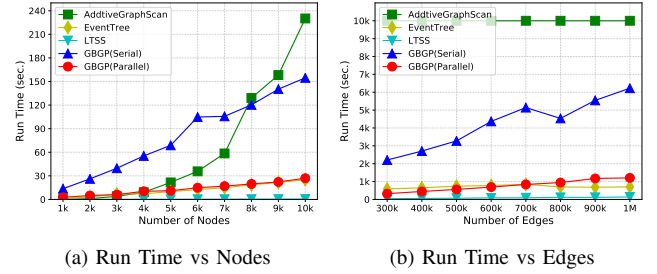 (a)
240
210
180
150
120
90
60
30
0
Run Time (sec.)
AddtiveGraphScan
EventTree
LTSS
GBGP(Serial)
GBGP(Parallel)
1k 2k 3k 4k 5k 6k 7k 8k 9k 10k
Number of Nodes
(b)
10k
9k
8k
7k
6k
5k
4k
3k
2k
1k
0
Run Time (sec.)
AddtiveGraphScan
EventTree
LTSS
GBGP(Serial)
GBGP(Parallel)
300k 400k 500k 600k 700k 800k 900k 1M
Number of Edges
(a) Run Time vs Nodes
(b) Run Time vs Edges